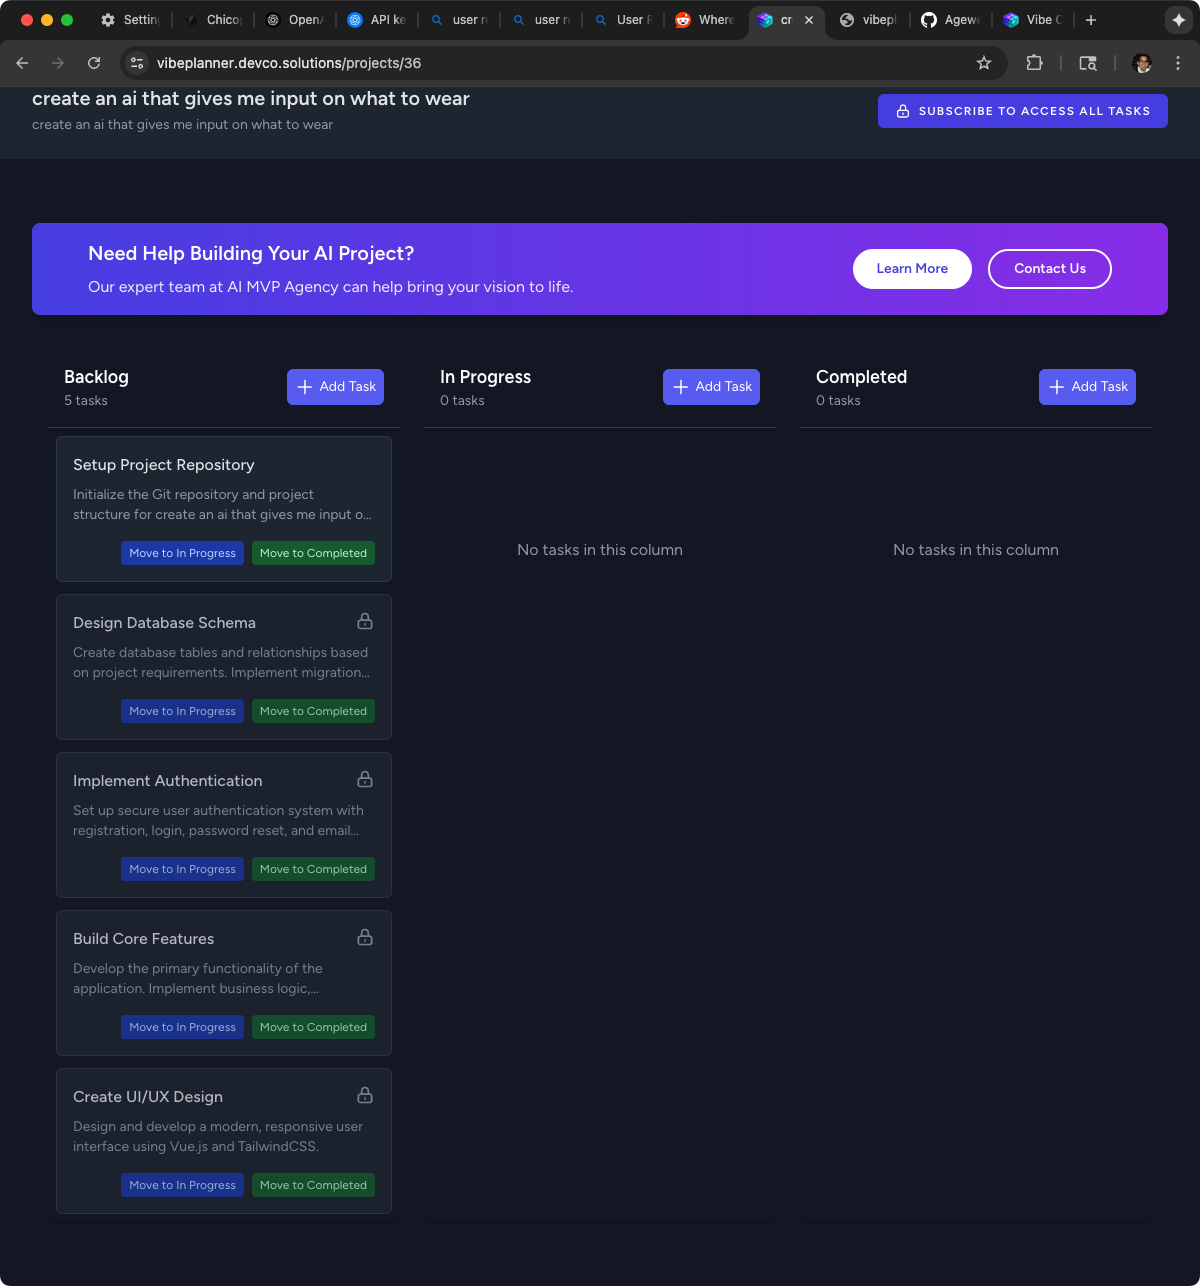 Setting
Chico
OpenA
API ke
user re
user re
User R
Where
cr
vibepl
Agewe
Vibe C
vibeplanner.devco.solutions/projects/36
create an ai that gives me input on what to wear
create an ai that gives me input on what to wear
SUBSCRIBE TO ACCESS ALL TASKS
Need Help Building Your AI Project?
Our expert team at AI MVP Agency can help bring your vision to life.
Learn More
Contact Us
Backlog
5 tasks
Add Task
In Progress
0 tasks
Add Task
Completed
0 tasks
Add Task
Setup Project Repository
Initialize the Git repository and project
structure for create an ai that gives me input o...
Move to In Progress
Move to Completed
No tasks in this column
No tasks in this column
Design Database Schema
Create database tables and relationships based
on project requirements. Implement migration...
Move to In Progress
Move to Completed
Implement Authentication
Set up secure user authentication system with
registration, login, password reset, and email...
Move to In Progress
Move to Completed
Build Core Features
Develop the primary functionality of the
application. Implement business logic,...
Move to In Progress
Move to Completed
Create UI/UX Design
Design and develop a modern, responsive user
interface using Vue.js and TailwindCSS.
Move to In Progress
Move to Completed